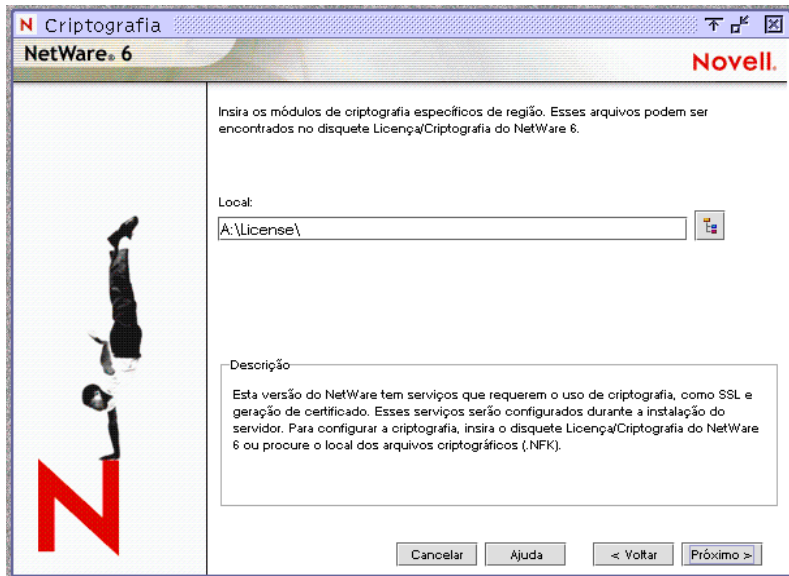 N Criptografia
NetWare® 6
Novell.
Insira os módulos de criptografia específicos de região. Esses arquivos podem ser
encontrados no disquete Licença/Criptografia do NetWare 6.
Local:
A:\License\
Descrição
Esta versão do NetWare tem serviços que requerem o uso de criptografia, como SSL e
geração de certificado. Esses serviços serão configurados durante a instalação do
servidor. Para configurar a criptografia, insira o disquete Licença/Criptografia do NetWare
6 ou procure o local dos arquivos criptográficos (.NFK).
N
Cancelar Ajuda < Voltar Próximo >